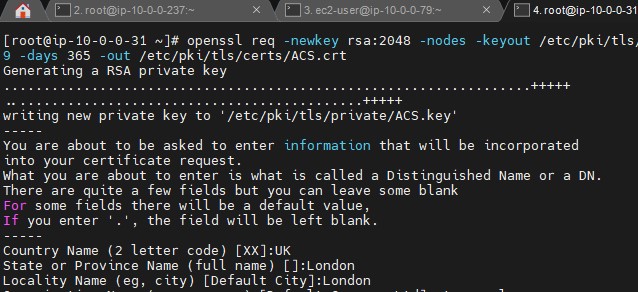 2. root@ip-10-0-0-237:~
3. ec2-user@ip-10-0-0-79:~
4. root@ip-10-0-0-31
[root@ip-10-0-0-31 ~]# openssl req -newkey rsa:2048 -nodes -keyout /etc/pki/tls/
9 -days 365 -out /etc/pki/tls/certs/ACS.crt
Generating a RSA private key
......................................................................+++++
................................................+++++
writing new private key to '/etc/pki/tls/private/ACS.key'
-----
You are about to be asked to enter information that will be incorporated
into your certificate request.
What you are about to enter is what is called a Distinguished Name or a DN.
There are quite a few fields but you can leave some blank
For some fields there will be a default value,
If you enter '.', the field will be left blank.
-----
Country Name (2 letter code) [XX]:UK
State or Province Name (full name) []:London
Locality Name (eg, city) [Default City]:London